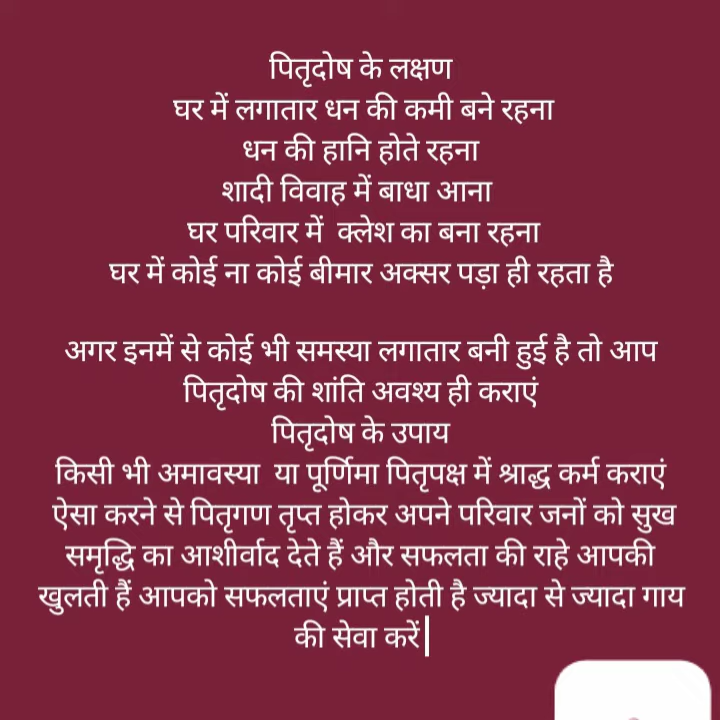 पितृदोष के लक्षण
घर में लगातार धन की कमी बने रहना
धन की हानि होते रहना
शादी विवाह में बाधा आना
घर परिवार में  क्लेश का बना रहना
घर में कोई ना कोई बीमार अक्सर पड़ा ही रहता है
अगर इनमें से कोई भी समस्या लगातार बनी हुई है तो आप
पितृदोष की शांति अवश्य ही कराएं
पितृदोष के उपाय
किसी भी अमावस्या  या पूर्णिमा पितृपक्ष में श्राद्ध कर्म कराएं
ऐसा करने से पितृगण तृप्त होकर अपने परिवार जनों को सुख
समृद्धि का आशीर्वाद देते हैं और सफलता की राहे आपकी
खुलती हैं आपको सफलताएं प्राप्त होती है ज्यादा से ज्यादा गाय
की सेवा करें